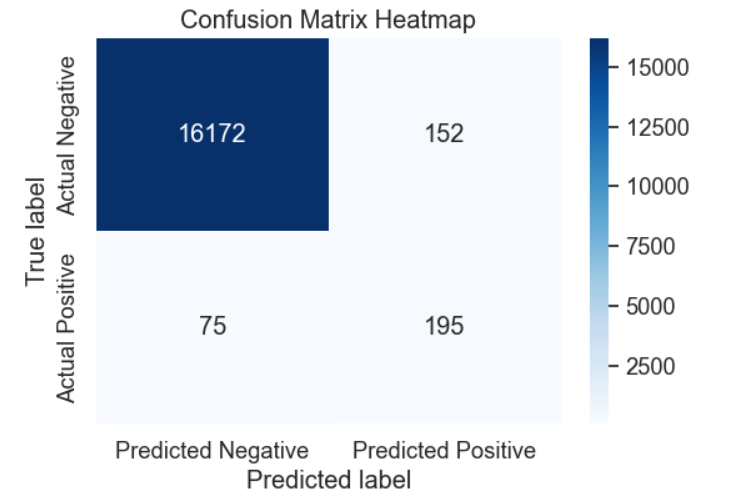 Confusion Matrix Heatmap
True label
Actual Negative
16172
152
Actual Positive
75
195
Predicted Negative
Predicted Positive
Predicted label
15000
12500
10000
7500
5000
2500